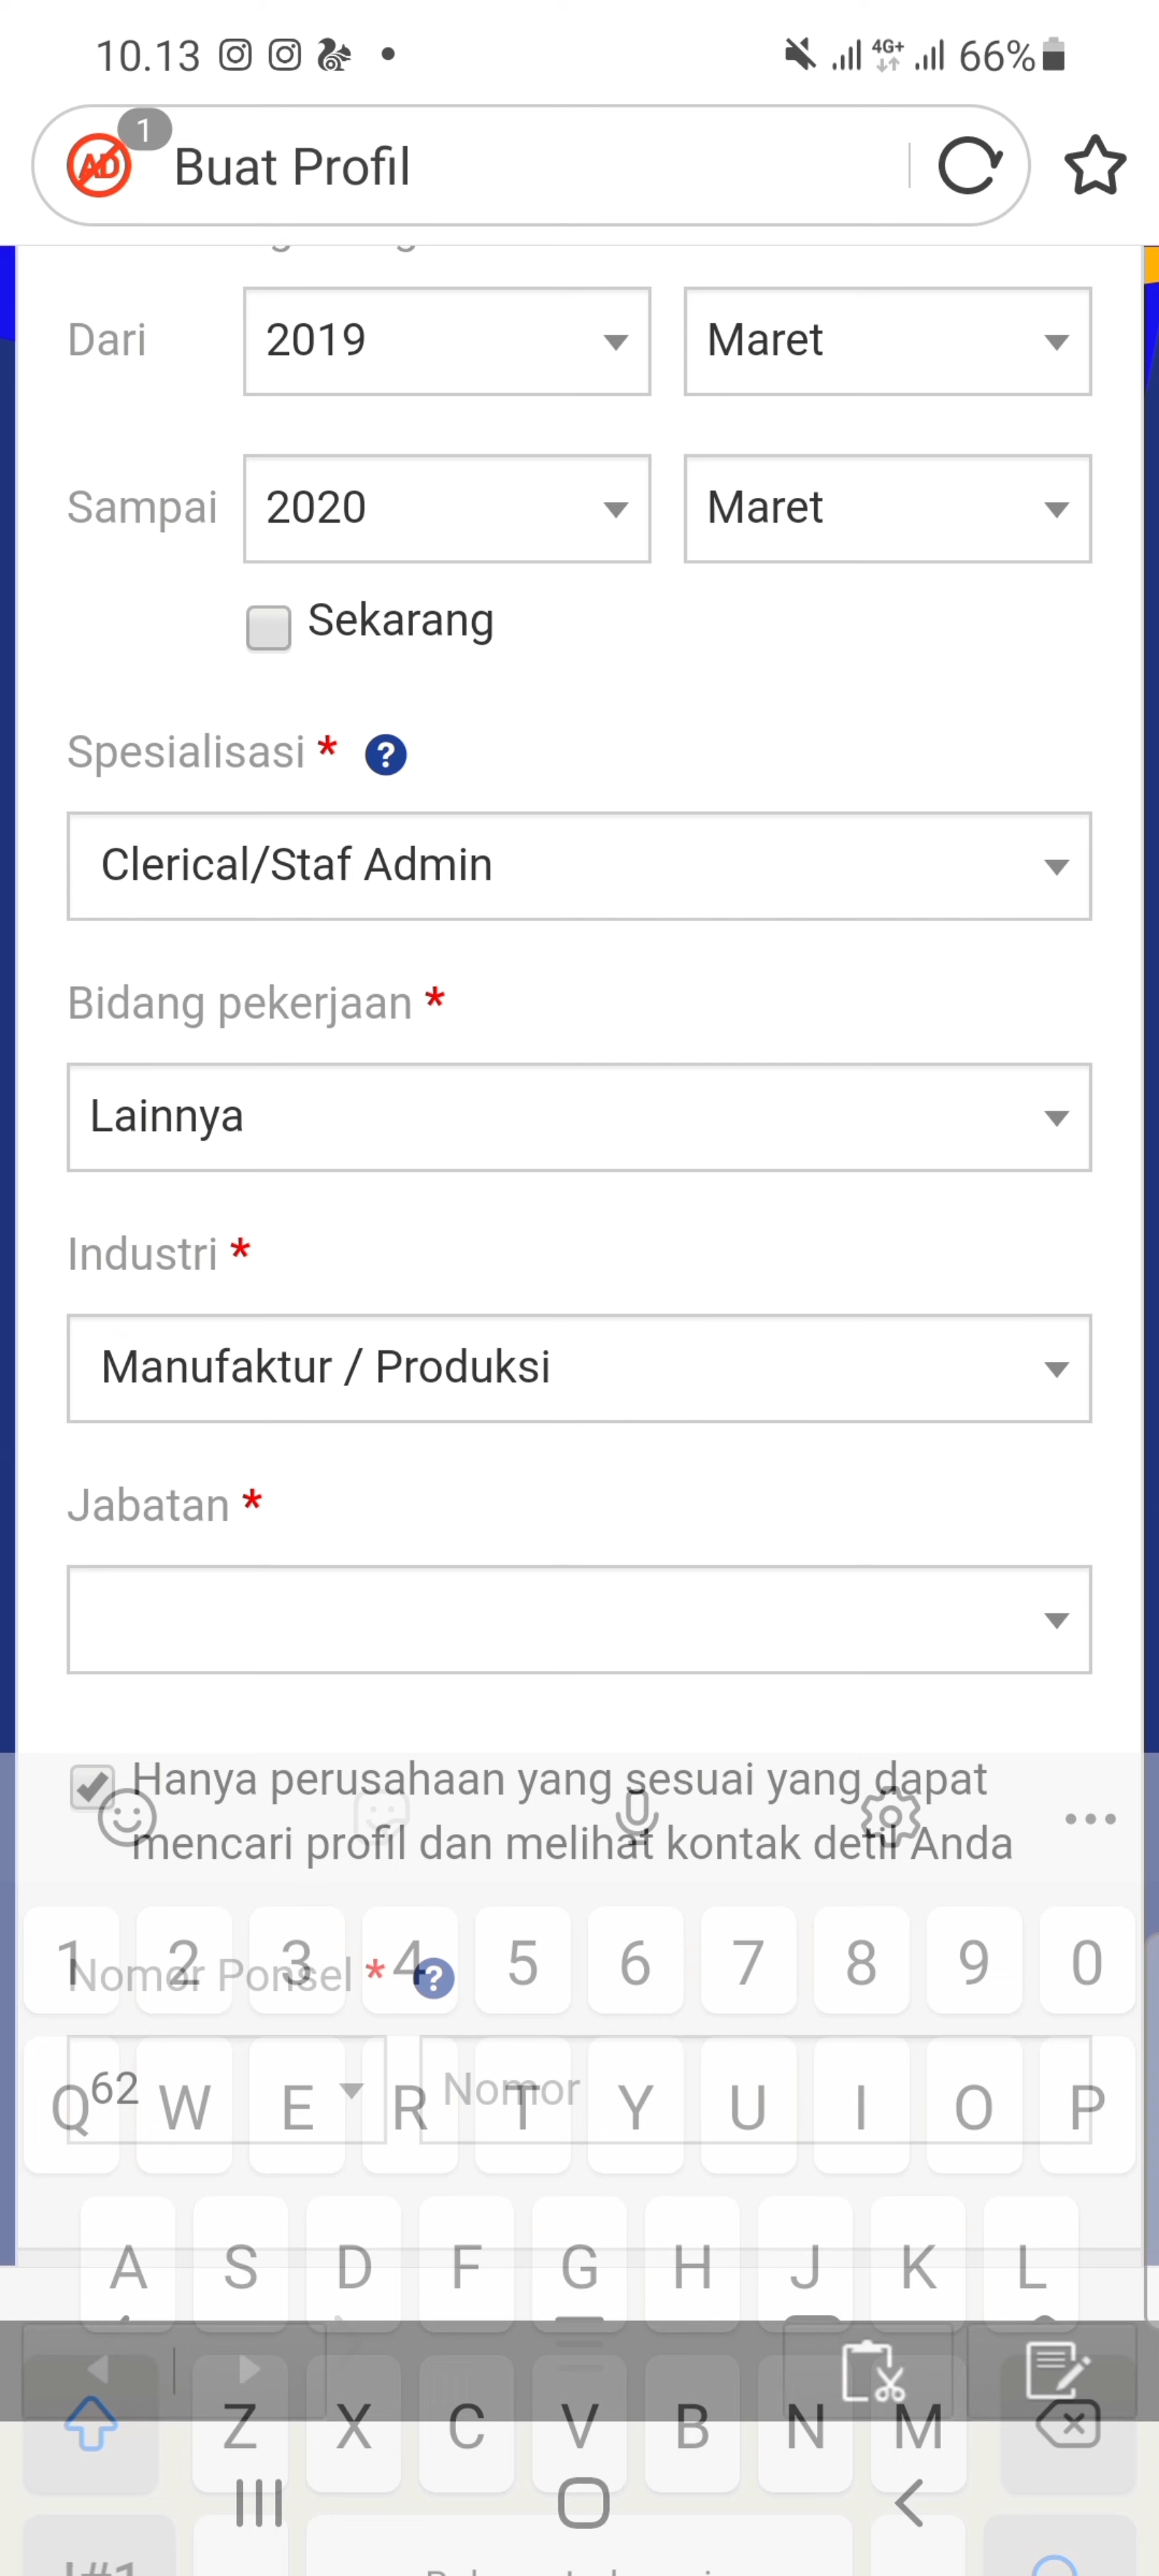 10.13
4G+
66%
AD
1
Buat Profil
Dari
2019
Maret
Sampai
2020
Maret
Sekarang
Spesialisasi * ?
Clerical/Staf Admin
Bidang pekerjaan *
Lainnya
Industri *
Manufaktur / Produksi
Jabatan *
Hanya perusahaan yang sesuai yang dapat
mencari profil dan melihat kontak detil Anda
1 2 3 4 5 6 7 8 9 0
Nomor Ponsel * ?
62
Nomor
Q W E R T Y U I O P
A S D F G H J K L
Z X C V B N M